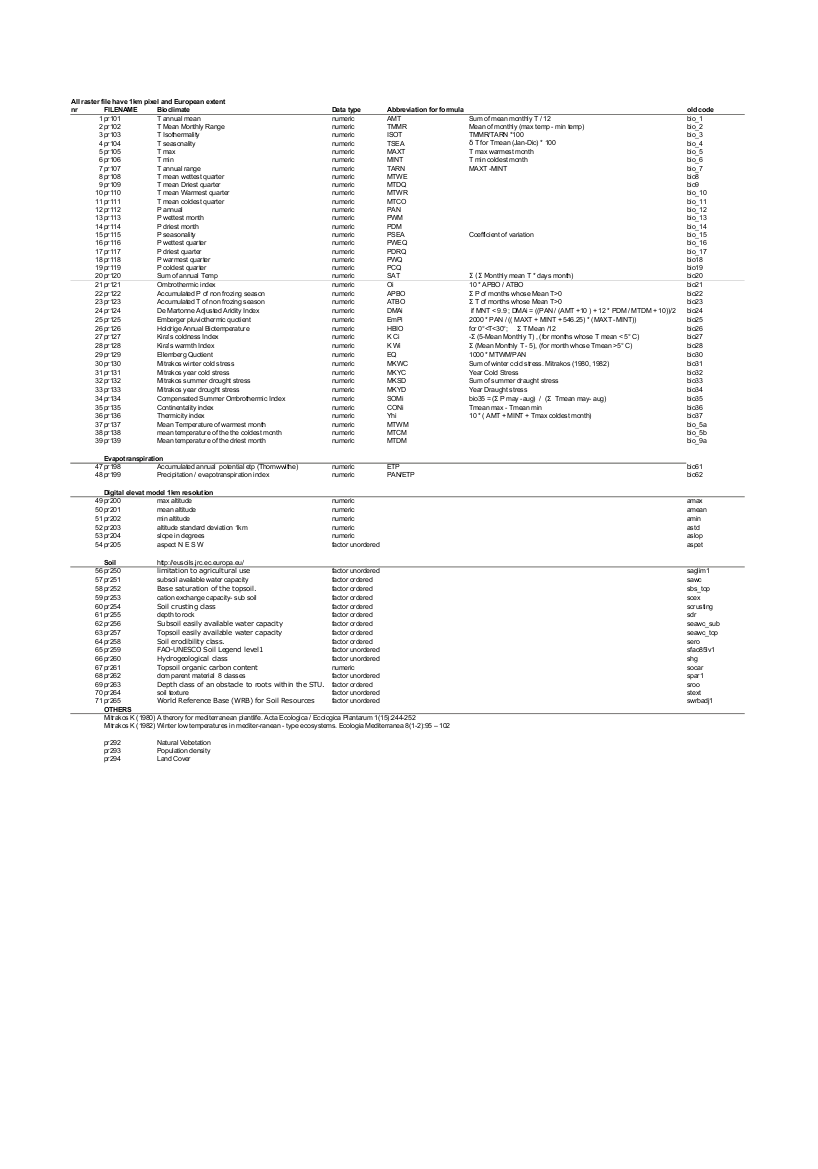 All raster file have 1km pixel and European extent
nr FILENAME Bioclimate Data type Abbreviation for formula old code
1 pr101 T annual mean numeric AMT Sum of mean monthly T / 12 bio_1
2 pr102 T Mean Monthly Range numeric TMMR Mean of monthly (max temp - min temp) bio_2
3 pr103 T Isothermality numeric ISOT TMMR/TARN *100 bio_3
4 pr104 T seasonality numeric TSEA δ T for Tmean (Jan-Dic) * 100 bio_4
5 pr105 T max numeric MAXT T max warmest month bio_5
6 pr106 T min numeric MINT T min coldest month bio_6
7 pr107 T annual range numeric TARN MAXT -MINT bio_7
8 pr108 T mean wettest quarter numeric MTWE bio8
9 pr109 T mean Driest quarter numeric MTDQ bio9
10 pr110 T mean Warmest quarter numeric MTWR bio_10
11 pr111 T mean coldest quarter numeric MTCO bio_11
12 pr112 P annual numeric PAN bio_12
13 pr113 P wettest month numeric PWM bio_13
14 pr114 P driest month numeric PDM bio_14
15 pr115 P seasonality numeric PSEA Coefficient of variation bio_15
16 pr116 P wettest quarter numeric PWEQ bio_16
17 pr117 P driest quarter numeric PDRQ bio_17
18 pr118 P warmest quarter numeric PWQ bio18
19 pr119 P coldest quarter numeric PCQ bio19
20 pr120 Sum of annual Temp numeric SAT Σ (Σ Monthly mean T * days month) bio20
21 pr121 Ombrothermic index numeric Oi 10 * APBO / ATBO bio21
22 pr122 Accumulated P of non frozing season numeric APBO Σ P of months whose Mean T>0 bio22
23 pr123 Accumulated T of non frozing season numeric ATBO Σ T of months whose Mean T>0 bio23
24 pr124 De Martome Adjusted Aridity Index numeric DMAi if MNT < 9.9 ; DMAi = ((PAN / (AMT +10 ) + 12 * PDM / MTDM + 10))/2 bio24
25 pr125 Emberger pluviothermic quotient numeric EmPi 2000 * PAN / (( MAXT + MINT + 546.25) * (MAXT - MINT)) bio25
26 pr126 Holdrige Annual Biotemperature numeric HBIO for 0°<T<30°; Σ T Mean /12 bio26
27 pr127 Kira's coldness Index numeric K Ci -Σ (5-Mean Monthly T) , (for months whose T mean < 5° C) bio27
28 pr128 Kira's warmth Index numeric K Wi Σ (Mean Monthly T - 5), (for month whose Tmean >5° C) bio28
29 pr129 Ellemberg Quotient numeric EQ 1000 * MTWM/PAN bio30
30 pr130 Mitrakos winter cold stress numeric MKWC Sum of winter cold stress. Mitrakos (1980, 1982) bio31
31 pr131 Mitrakos year cold stress numeric MKYC Year Cold Stress bio32
32 pr132 Mitrakos summer drought stress numeric MKSD Sum of summer draught stress bio33
33 pr133 Mitrakos year drought stress numeric MKYD Year Draught stress bio34
34 pr134 Compensated Summer Ombrothermic Index numeric SOMi bio35 = (Σ P may -aug) / (Σ Tmean may- aug) bio35
35 pr135 Continentality index numeric CONi Tmean max - Tmean min bio36
36 pr136 Thermicity index numeric Yhi 10 * ( AMT + MINT + Tmax coldest month) bio37
37 pr137 Mean Temperature of warmest month numeric MTWM bio_5a
38 pr138 mean temperature of the the coldest month numeric MTCM bio_5b
39 pr139 mean temperature of the driest month numeric MTDM bio_9a
Evapotranspiration
47 pr198 Accumulated annual potential etp (Thornwwithe) numeric ETP bio61
48 pr199 Precipitation / evapotranspiration index numeric PAN/ETP bio62
Digital elevat model 1km resolution
49 pr200 max altitude numeric amax
50 pr201 mean altitude numeric amean
51 pr202 min altitude numeric amin
52 pr203 altitude standard deviation 1km numeric astd
53 pr204 slope in degrees numeric aslop
54 pr205 aspect N E S W factor unordered aspet
Soil http://eusoils.jrc.ec.europa.eu/
56 pr250 limitation to agricultural use factor unordered saglim1
57 pr251 subsoil available water capacity factor ordered sawc
58 pr252 Base saturation of the topsoil. factor ordered sbs_top
59 pr253 cation exchange capacity- sub soil factor ordered scex
60 pr254 Soil crusting class factor ordered scrusting
61 pr255 depth to rock factor ordered sdr
62 pr256 Subsoil easily available water capacity factor ordered seawc_sub
63 pr257 Topsoil easily available water capacity factor ordered seawc_top
64 pr258 Soil erodibility class. factor ordered sero
65 pr259 FAO-UNESCO Soil Legend level1 factor unordered sfao85lv1
66 pr260 Hydrogeological class factor unordered shg
67 pr261 Topsoil organic carbon content numeric socar
68 pr262 dom parent material 8 classes factor unordered spar1
69 pr263 Depth class of an obstacle to roots within the STU. factor ordered sroo
70 pr264 soil texture factor ordered stext
71 pr265 World Reference Base (WRB) for Soil Resources factor unordered swrbadj1
OTHERS
Mitrakos K (1980) A therory for mediterranean plantlife. Acta Ecologica / Ecologica Plantarum 1(15):244-252
Mitrakos K (1982) Winter low temperatures in mediter-ranean - type ecosystems. Ecologia Mediterranea 8(1-2):95 – 102
pr292 Natural Vebetation
pr293 Population density
pr294 Land Cover